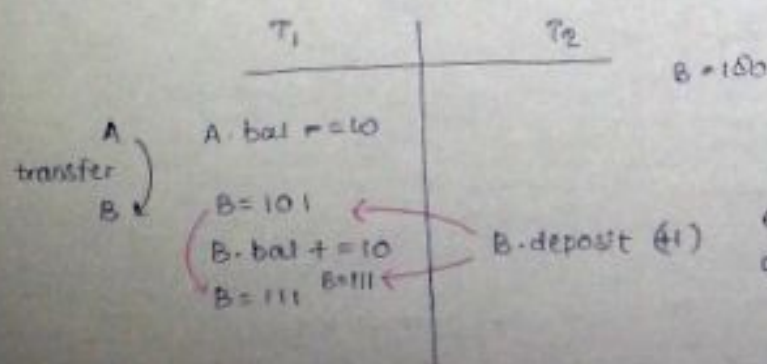 T1 T2
B = 100
A A. bal -= 10
transfer
B B = 101
B. bal += 10 B.deposit (+1)
B = 111 B=111